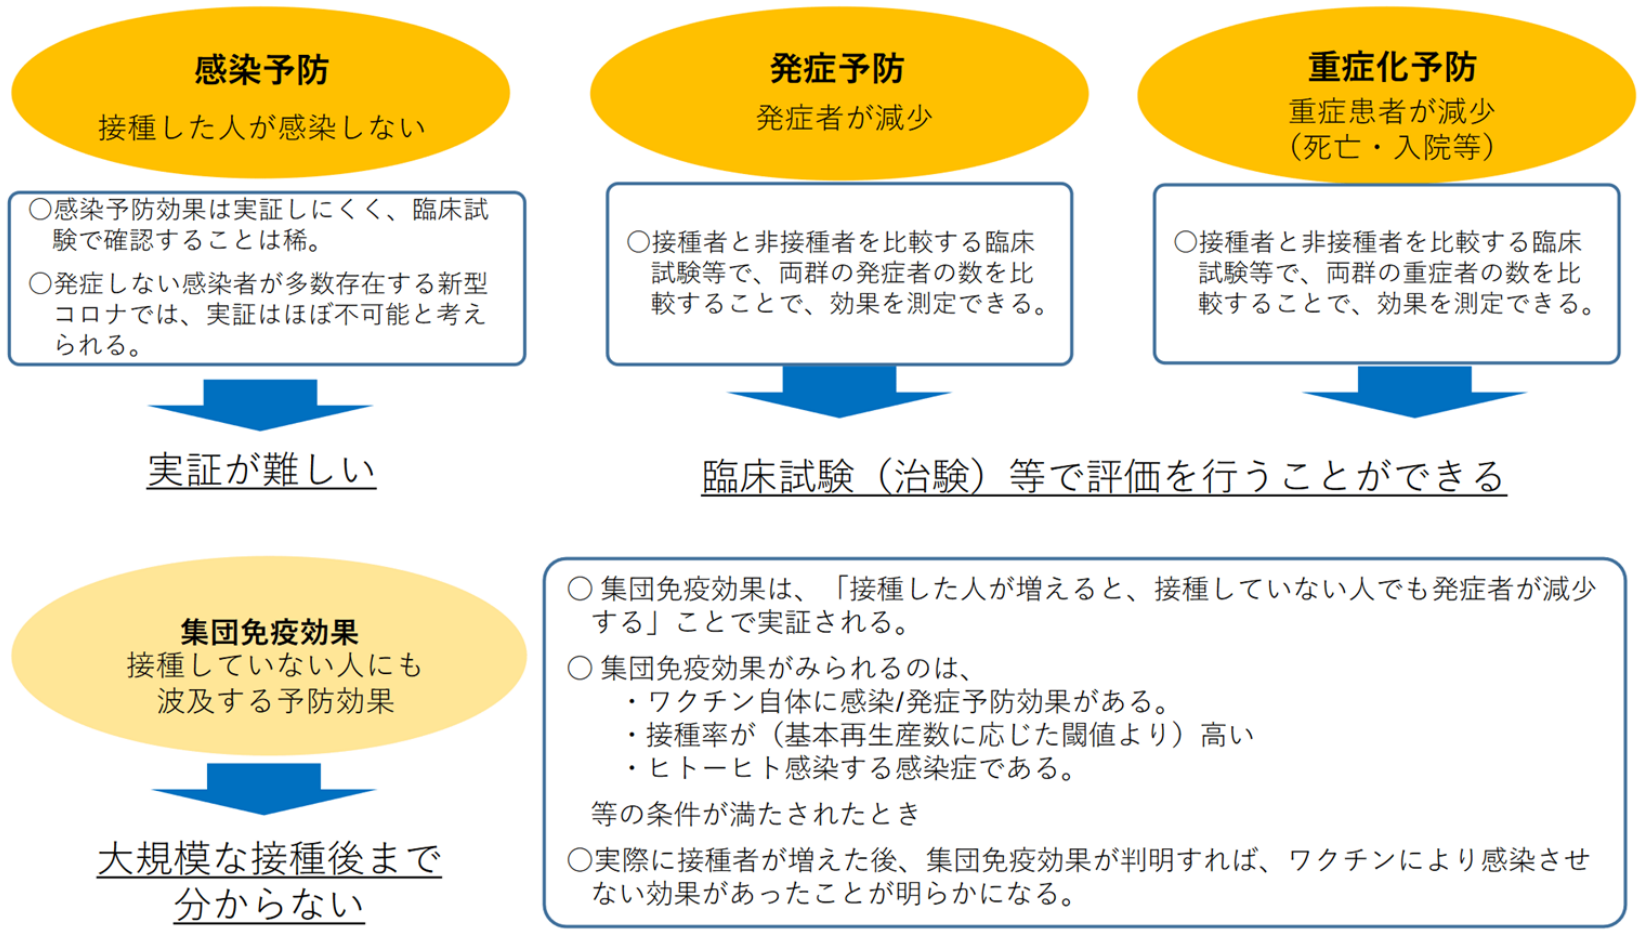 感染予防
接種した人が感染しない
〇感染予防効果は実証しにくく、臨床試
験で確認することは稀。
〇発症しない感染者が多数存在する新型
コロナでは、実証はほぼ不可能と考え
られる。
実証が難しい
発症予防
発症者が減少
〇接種者と非接種者を比較する臨床
試験等で、両群の発症者の数を比
較することで、効果を測定できる。
重症化予防
重症患者が減少
（死亡・入院等）
〇接種者と非接種者を比較する臨床
試験等で、両群の重症者の数を比
較することで、効果を測定できる。
臨床試験（治験）等で評価を行うことができる
集団免疫効果
接種していない人にも
波及する予防効果
大規模な接種後まで
分からない
〇 集団免疫効果は、「接種した人が増えると、接種していない人でも発症者が減少
する」ことで実証される。
〇 集団免疫効果がみられるのは、
・ワクチン自体に感染/発症予防効果がある。
・接種率が（基本再生産数に応じた閾値より）高い
・ヒトーヒト感染する感染症である。
等の条件が満たされたとき
〇実際に接種者が増えた後、集団免疫効果が判明すれば、ワクチンにより感染させ
ない効果があったことが明らかになる。